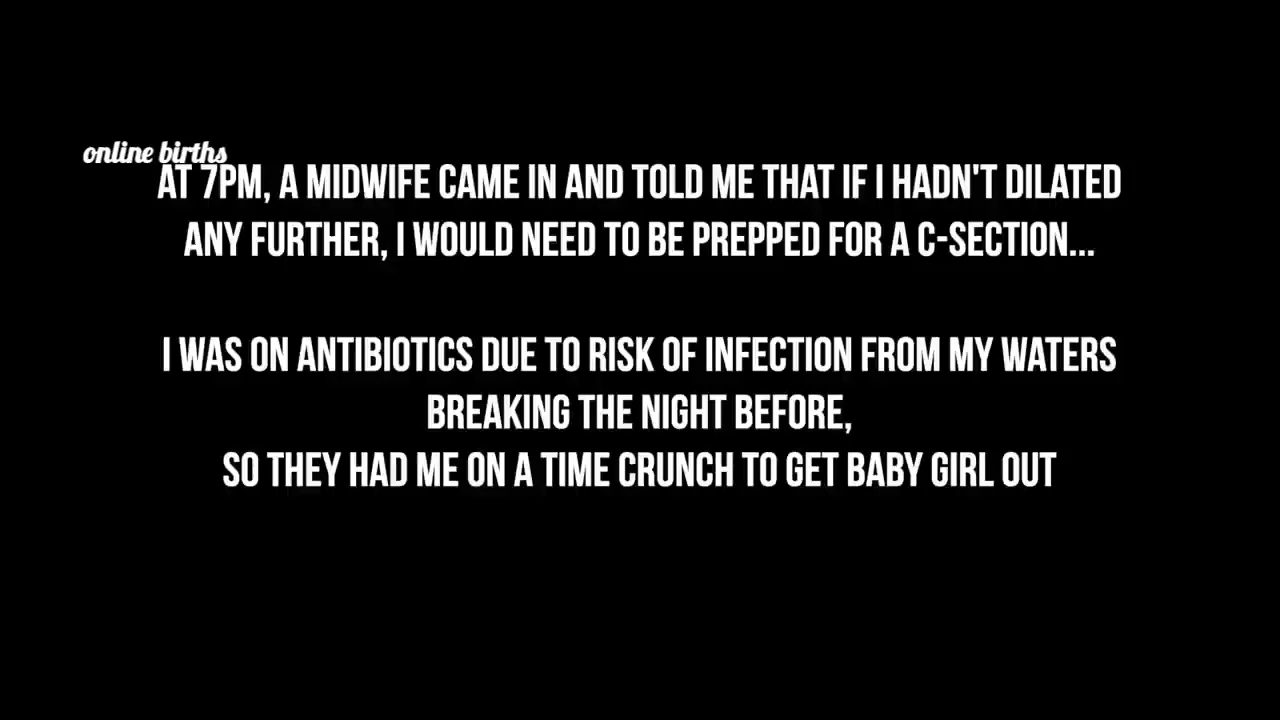 online births
AT 7PM, A MIDWIFE CAME IN AND TOLD ME THAT IF I HADN'T DILATED
ANY FURTHER, I WOULD NEED TO BE PREPPED FOR A C-SECTION...
I WAS ON ANTIBIOTICS DUE TO RISK OF INFECTION FROM MY WATERS
BREAKING THE NIGHT BEFORE,
SO THEY HAD ME ON A TIME CRUNCH TO GET BABY GIRL OUT